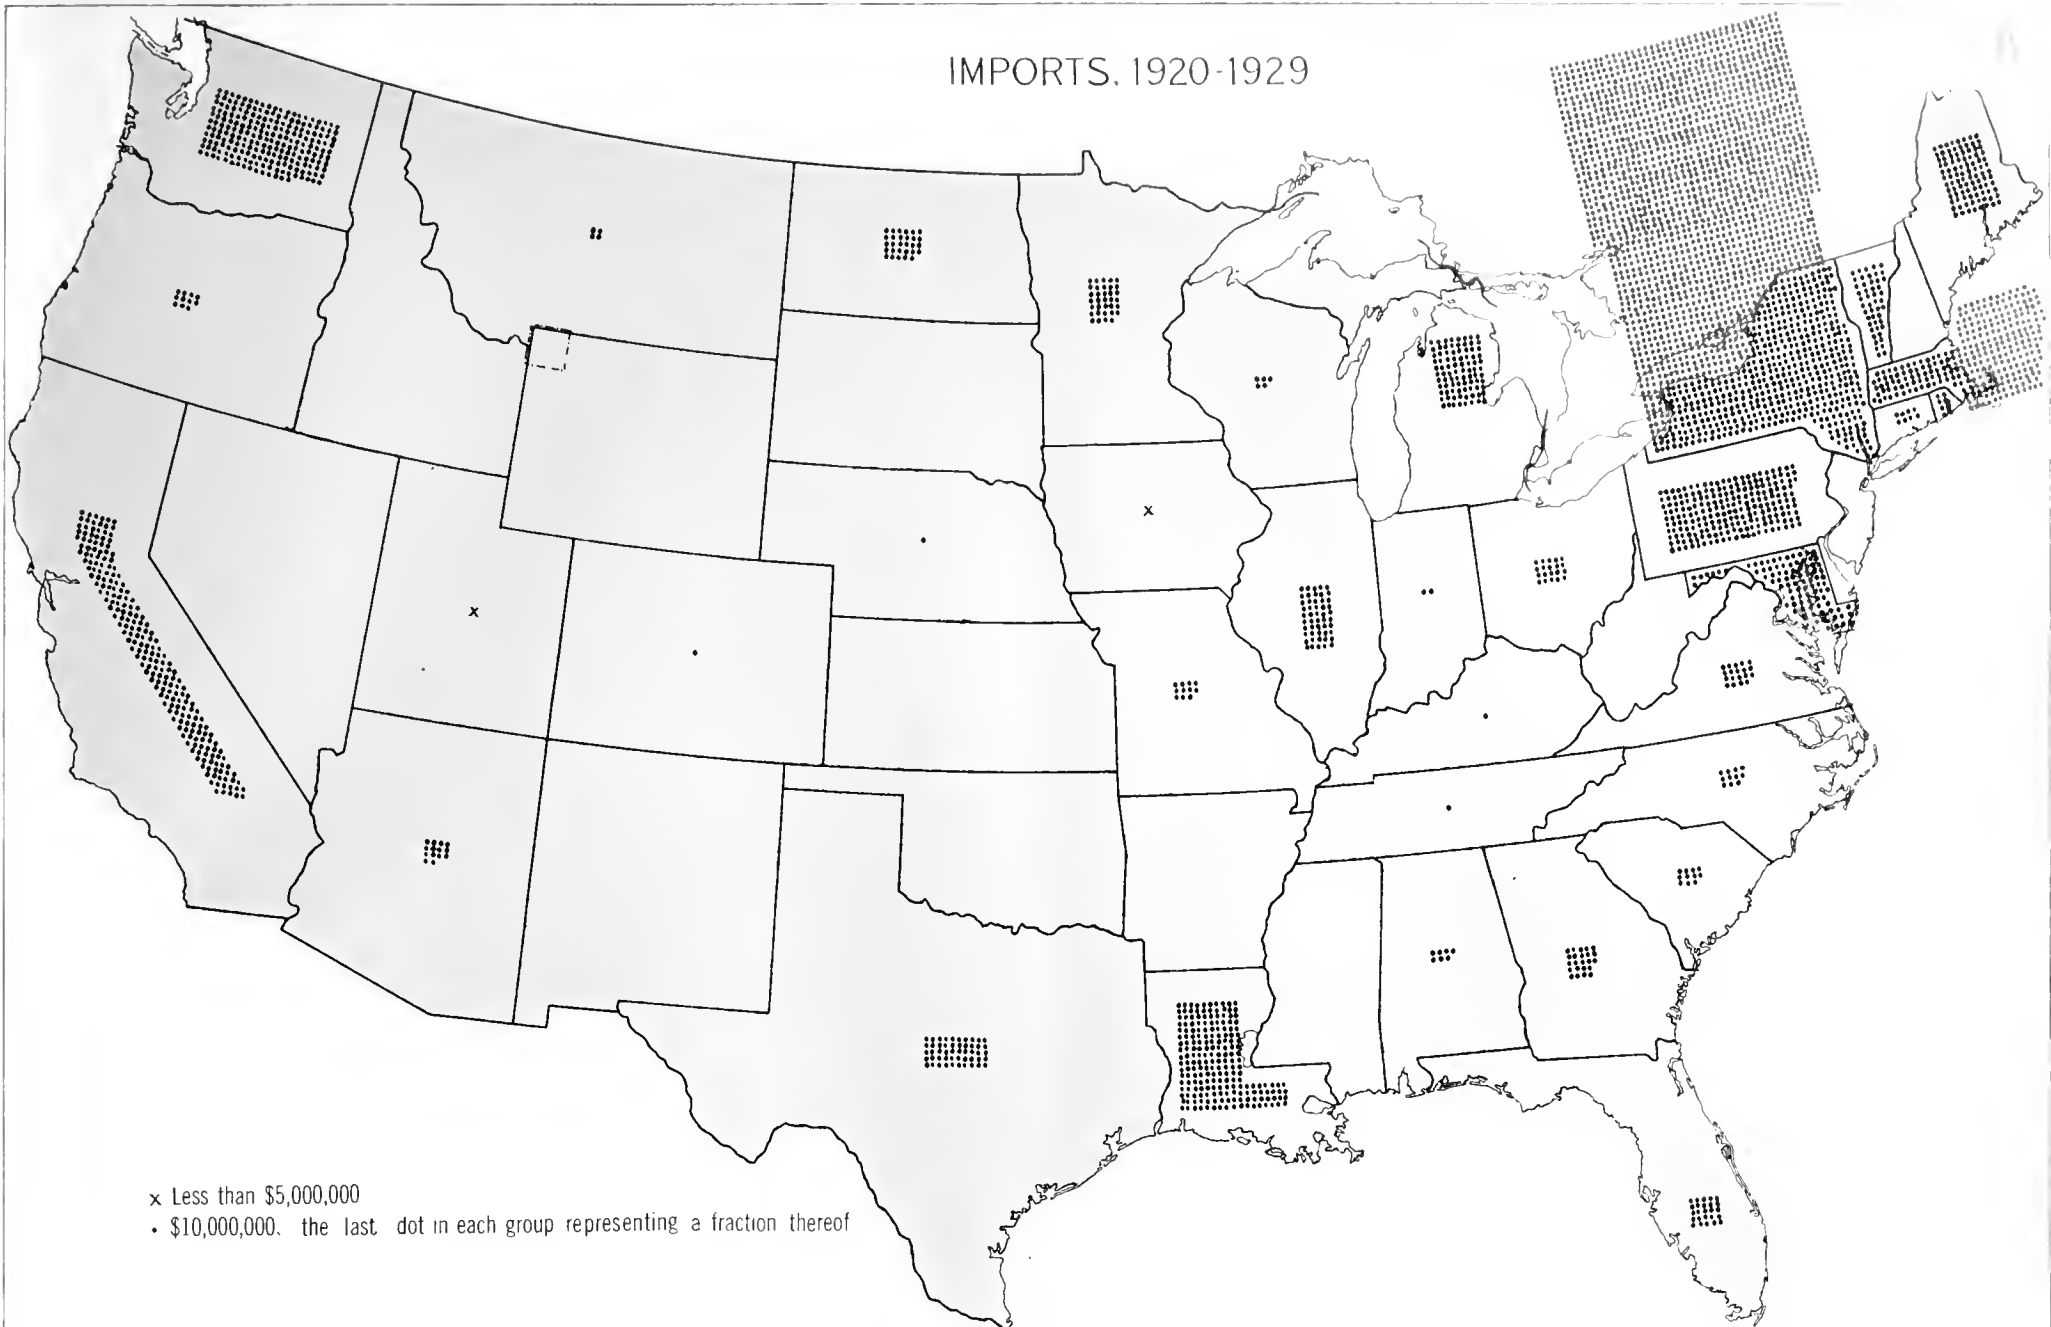 IMPORTS, 1920-1929
x
x
x Less than $5,000,000
• $10,000,000, the last dot in each group representing a fraction thereof